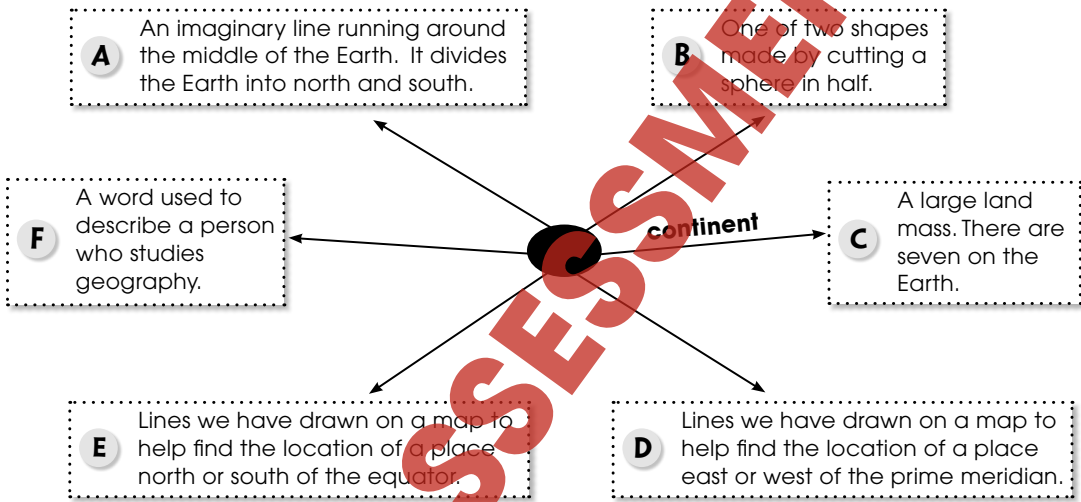 A
An imaginary line running around
the middle of the Earth. It divides
the Earth into north and south.
B
One of two shapes
made by cutting a
sphere in half.
F
A word used to
describe a person
who studies
geography.
continent
C
A large land
mass. There are
seven on the
Earth.
E
Lines we have drawn on a map to
help find the location of a place
north or south of the equator.
D
Lines we have drawn on a map to
help find the location of a place
east or west of the prime meridian.
SSESSME